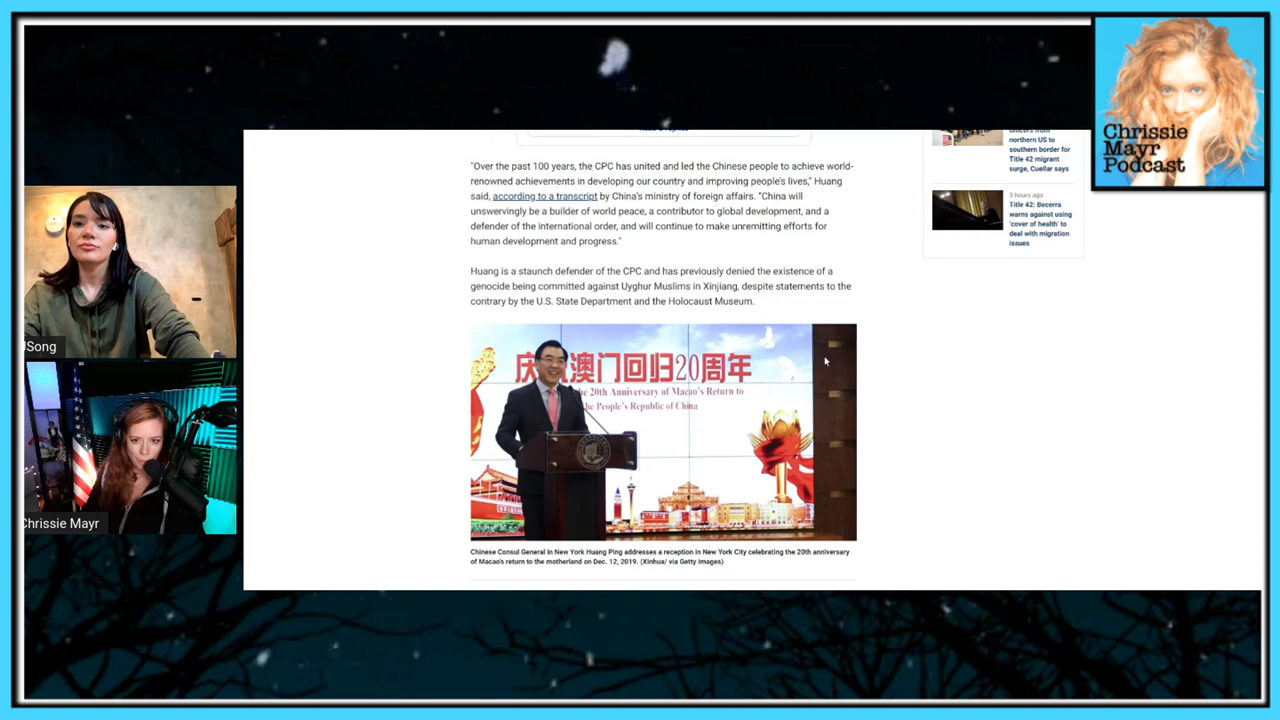 "Over the past 100 years, the CPC has united and led the Chinese people to achieve world-
renowned achievements in developing our country and improving people's lives," Huang
said, according to a transcript by China's ministry of foreign affairs. "China will
unswervingly be a builder of world peace, a contributor to global development, and a
defender of the international order, and will continue to make unremitting efforts for
human development and progress."
Huang is a staunch defender of the CPC and has previously denied the existence of a
genocide being committed against Uyghur Muslims in Xinjiang, despite statements to the
contrary by the U.S. State Department and the Holocaust Museum.
庆 澳门回归20周年
the 20th Anniversary of Macao's Return to
The People's Republic of China
Chinese Consul General in New York Huang Ping addresses a reception in New York City celebrating the 20th anniversary
of Macao's return to the motherland on Dec. 12, 2019. (Xinhua/ via Getty Images)
officers from
northern US to
southern border for
Title 42 migrant
surge, Cuellar says
3 hours ago
Title 42: Becerra
warns against using
'cover of health' to
deal with migration
issues
Chrissie
Mayr
Podcast
JSong
Chrissie Mayr